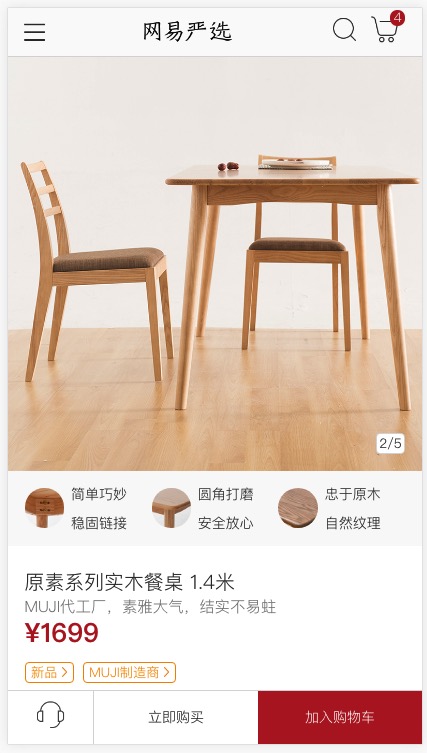 网易严选
4
2/5
简单巧妙
稳固链接
圆角打磨
安全放心
忠于原木
自然纹理
原素系列实木餐桌 1.4米
MUJI代工厂，素雅大气，结实不易蛀
¥1699
新品 >
MUJI制造商 >
立即购买
加入购物车